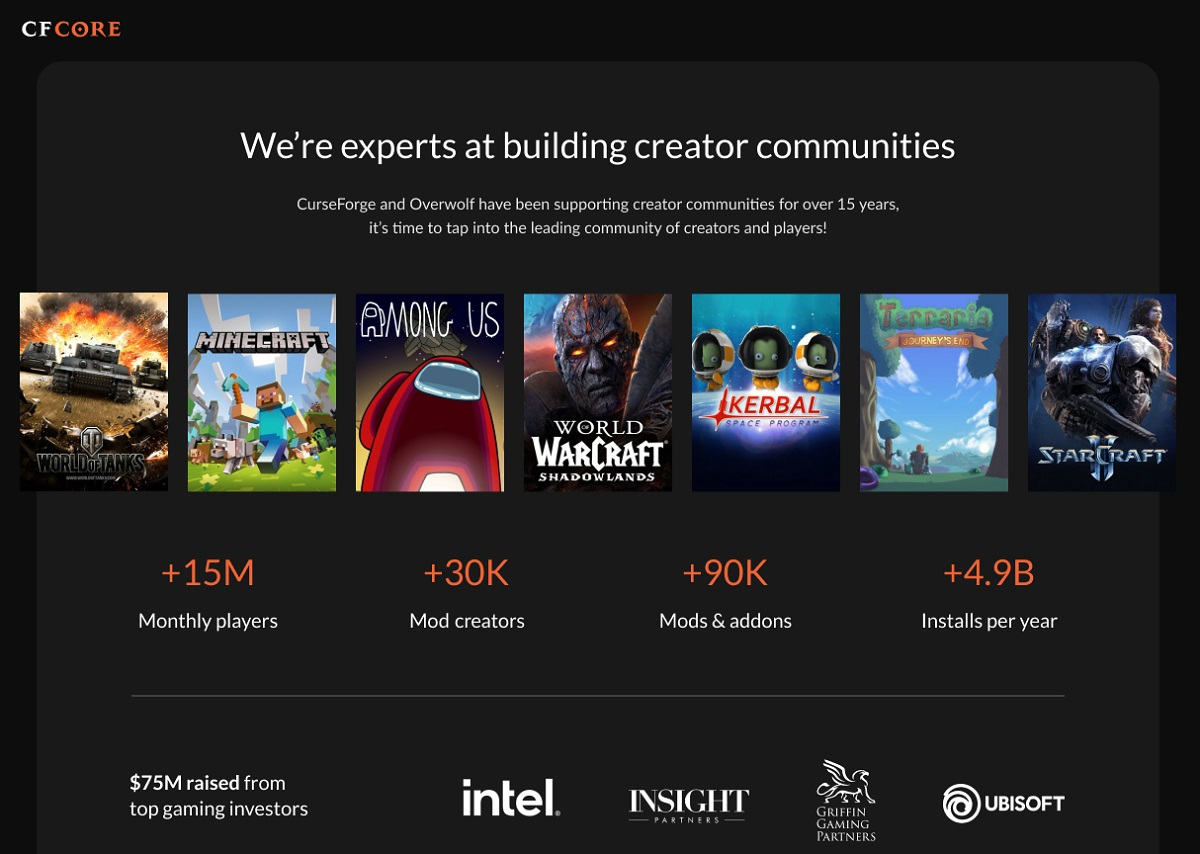 CFCORE
We're experts at building creator communities
CurseForge and Overwolf have been supporting creator communities for over 15 years,
it's time to tap into the leading community of creators and players!
WORLD OF TANKS
WWW.WORLDOFTANKS.COM
MINECRAFT
AMONG US
WORLD
OF
WARCRAFT
SHADOWLANDS
KERBAL
SPACE PROGRAM
Terraria
JOURNEY'S END
STARCRAFT
II
+15M
Monthly players
+30K
Mod creators
+90K
Mods & addons
+4.9B
Installs per year
$75M raised from
top gaming investors
intel.
INSIGHT
PARTNERS
GRIFFIN
GAMING
PARTNERS
UBISOFT